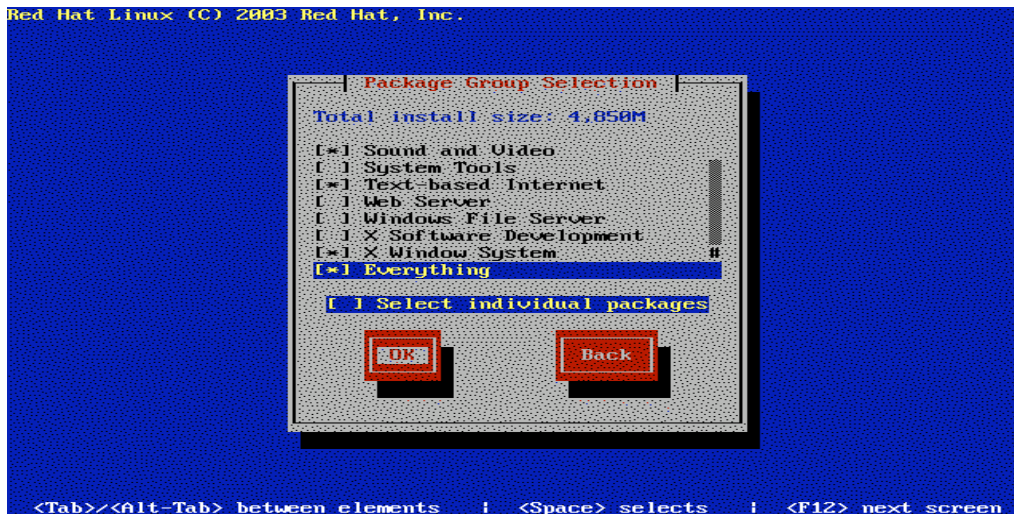 Red Hat Linux (C) 2003 Red Hat, Inc.
Package Group Selection
Total install size: 4,850M
[*] Sound and Video
[ ] System Tools
[*] Text-based Internet
[ ] Web Server
[ ] Windows File Server
[ ] X Software Development
[*] X Window System #
[*] Everything
[ ] Select individual packages
OK Back
<Tab>/<Alt-Tab> between elements | <Space> selects | <F12> next screen